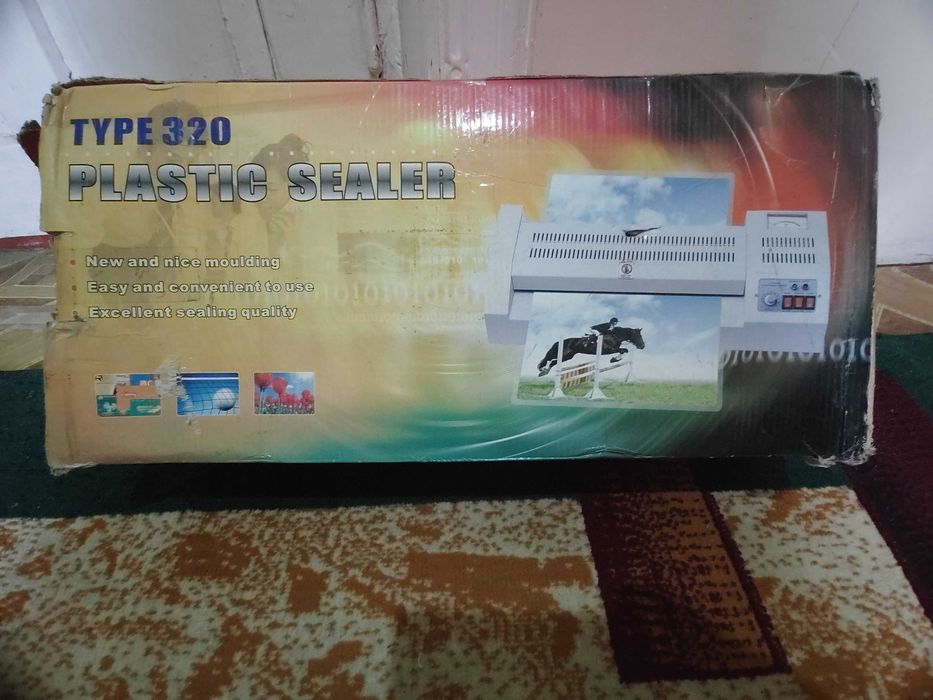 TYPE 320
PLASTIC SEALER
New and nice moulding
Easy and convenient to use
Excellent sealing quality